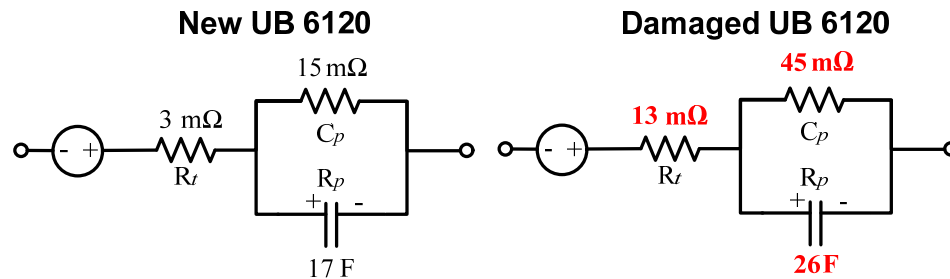 New UB 6120
15 mΩ
3 mΩ
Cp
- +
Rt
Rp
+ -
17 F
Damaged UB 6120
45 mΩ
13 mΩ
Cp
- +
Rt
Rp
+ -
26F